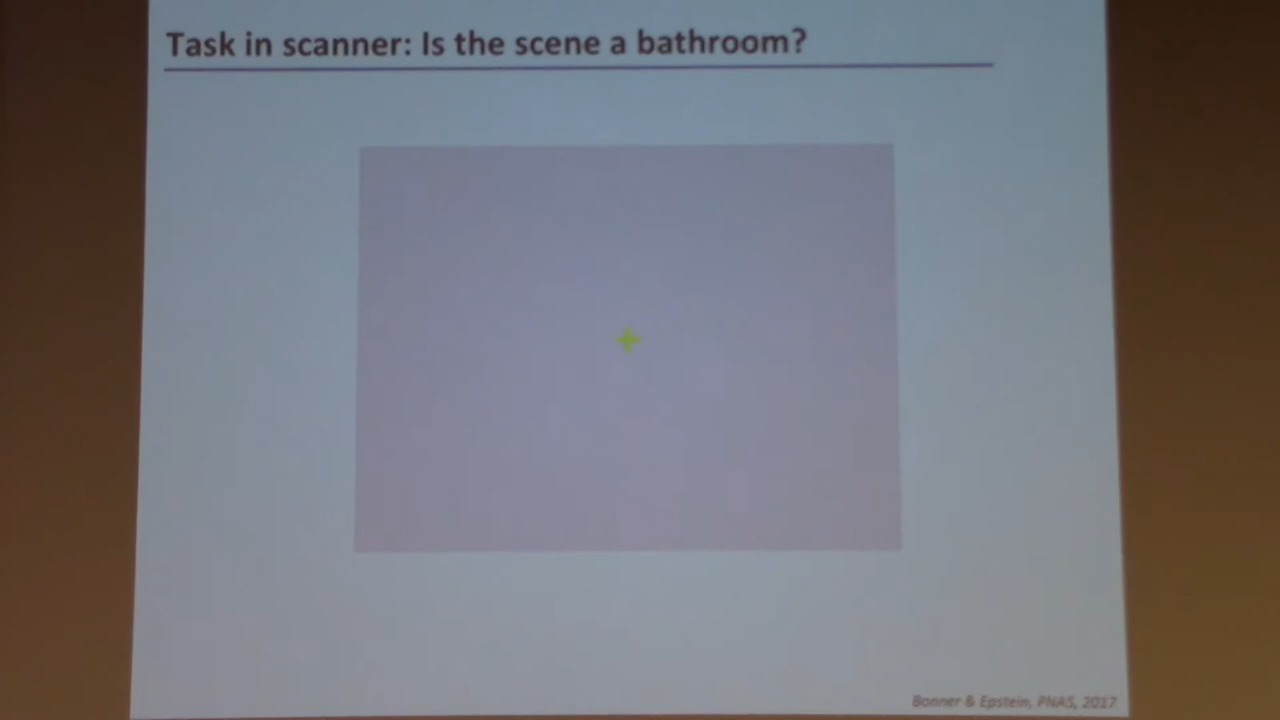 Task in scanner: Is the scene a bathroom?
Bonner & Epstein, PNAS, 2017